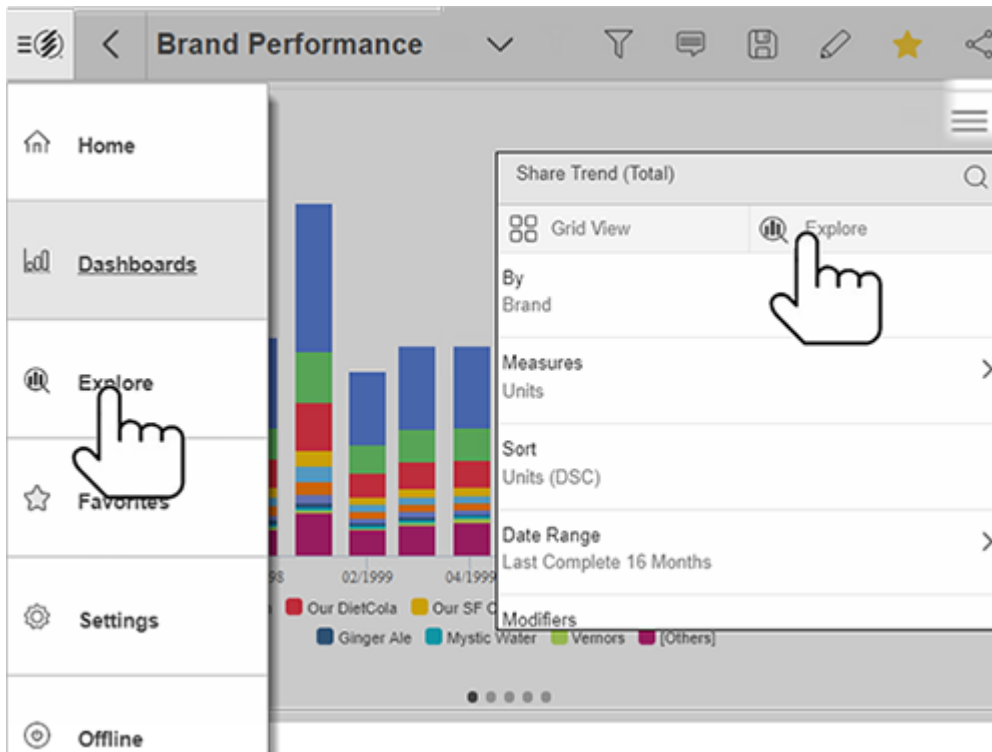 Brand Performance
Home
Dashboards
Explore
Favorites
Settings
Offline
Share Trend (Total)
Grid View
Explore
By
Brand
Measures
Units
Sort
Units (DSC)
Date Range
Last Complete 16 Months
Modifiers
98
02/1999
04/1999
Our DietCola
Our SF C
Ginger Ale
Mystic Water
Vernors
[Others]